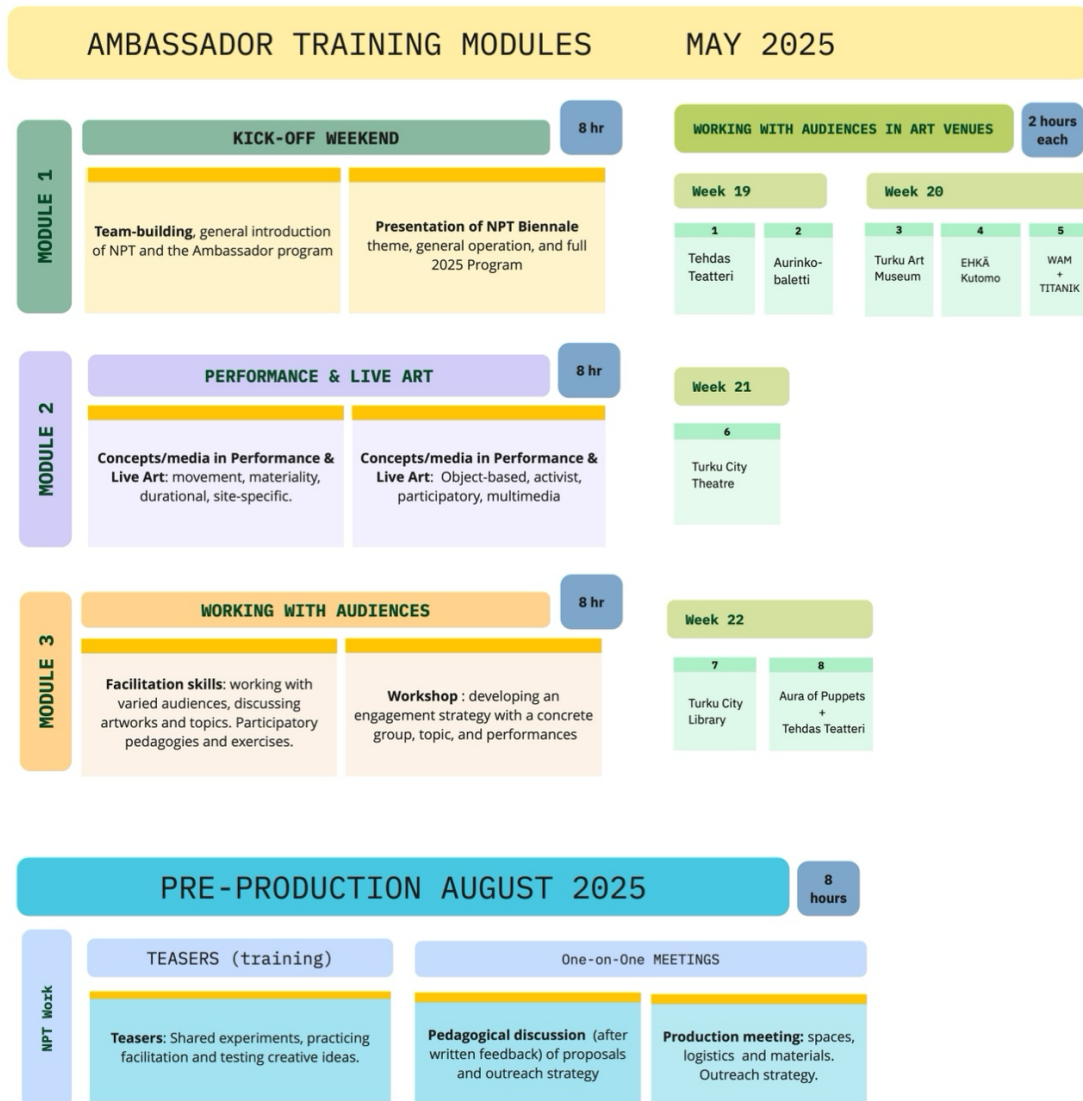 AMBASSADOR TRAINING MODULES MAY 2025
MODULE 1
KICK-OFF WEEKEND
8 hr
Team-building, general introduction
of NPT and the Ambassador program
Presentation of NPT Biennale
theme, general operation, and full
2025 Program
WORKING WITH AUDIENCES IN ART VENUES
2 hours
each
Week 19
1
Tehdas
Teatteri
2
Aurinko-
baletti
Week 20
3
Turku Art
Museum
4
EHKÄ
Kutomo
5
WAM
+
TITANIK
MODULE 2
PERFORMANCE & LIVE ART
8 hr
Concepts/media in Performance &
Live Art: movement, materiality,
durational, site-specific.
Concepts/media in Performance &
Live Art: Object-based, activist,
participatory, multimedia
Week 21
6
Turku City
Theatre
MODULE 3
WORKING WITH AUDIENCES
8 hr
Facilitation skills: working with
varied audiences, discussing
artworks and topics. Participatory
pedagogies and exercises.
Workshop : developing an
engagement strategy with a concrete
group, topic, and performances
Week 22
7
Turku City
Library
8
Aura of Puppets
+
Tehdas Teatteri
PRE-PRODUCTION AUGUST 2025
8
hours
NPT Work
TEASERS (training)
Teasers: Shared experiments, practicing
facilitation and testing creative ideas.
One-on-One MEETINGS
Pedagogical discussion (after
written feedback) of proposals
and outreach strategy
Production meeting: spaces,
logistics and materials.
Outreach strategy.